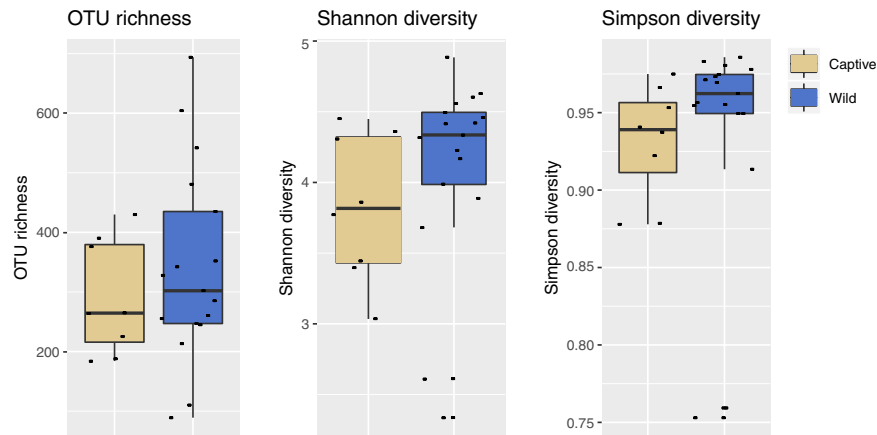 OTU richness
Shannon diversity
Simpson diversity
OTU richness
600
400
200
Shannon diversity
5
4
3
Simpson diversity
0.95
0.90
0.85
0.80
0.75
Captive
Wild